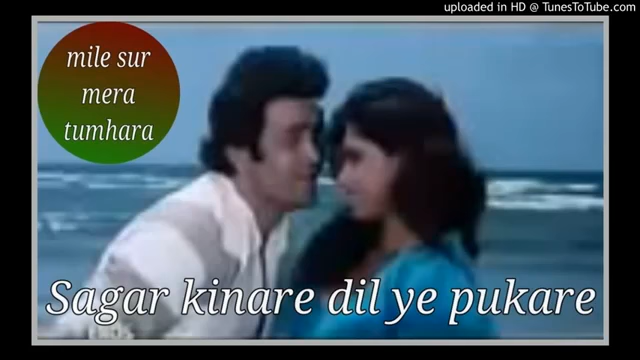 uploaded in HD @ TunesToTube.com
mile sur
mera
tumhara
Sagar kinare dil ye pukare